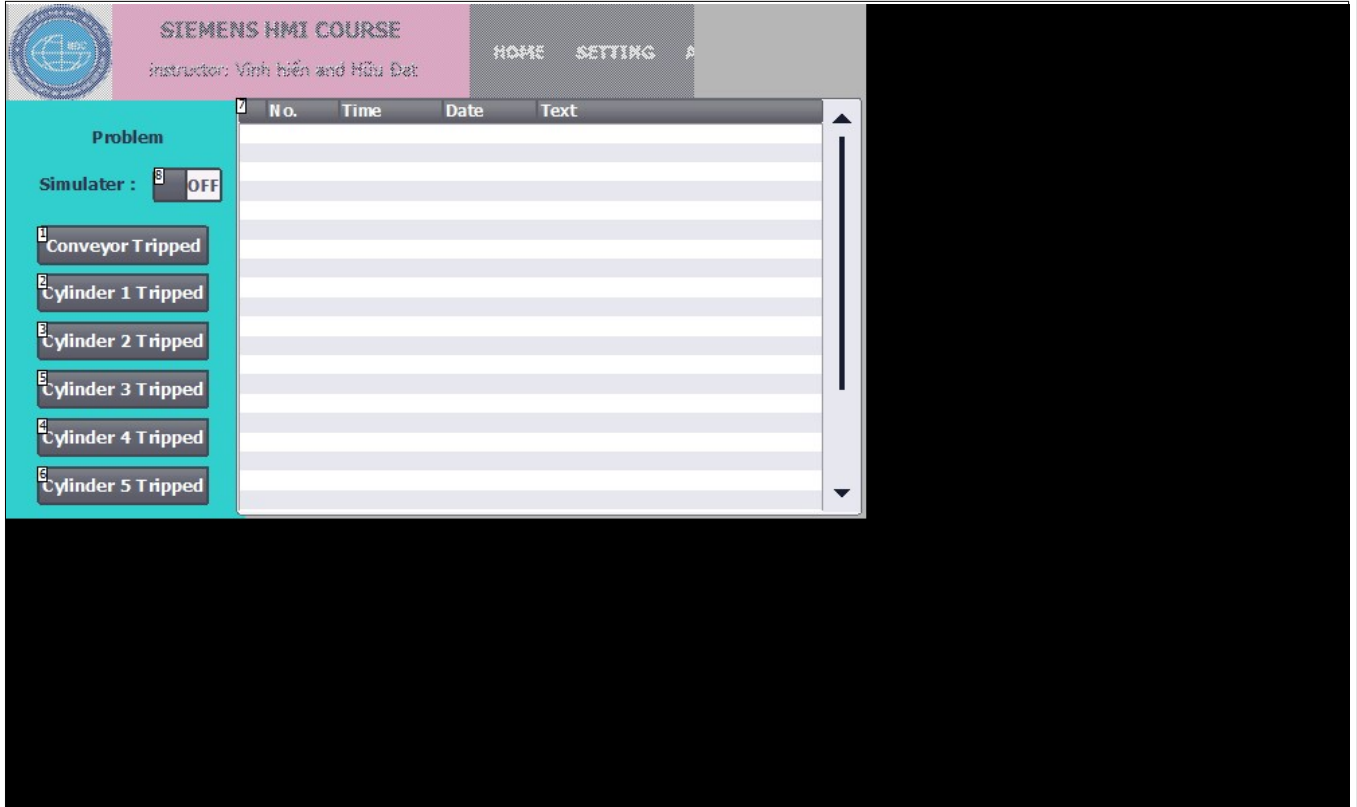 SIEMENS HMI COURSE
instructor: Vinh hiến and Hữu Đạt
HOME SETTING A
MDC
Problem
Simulater :
8
OFF
1
Conveyor Tripped
2
Cylinder 1 Tripped
3
Cylinder 2 Tripped
5
Cylinder 3 Tripped
4
Cylinder 4 Tripped
6
Cylinder 5 Tripped
7
No. Time Date Text